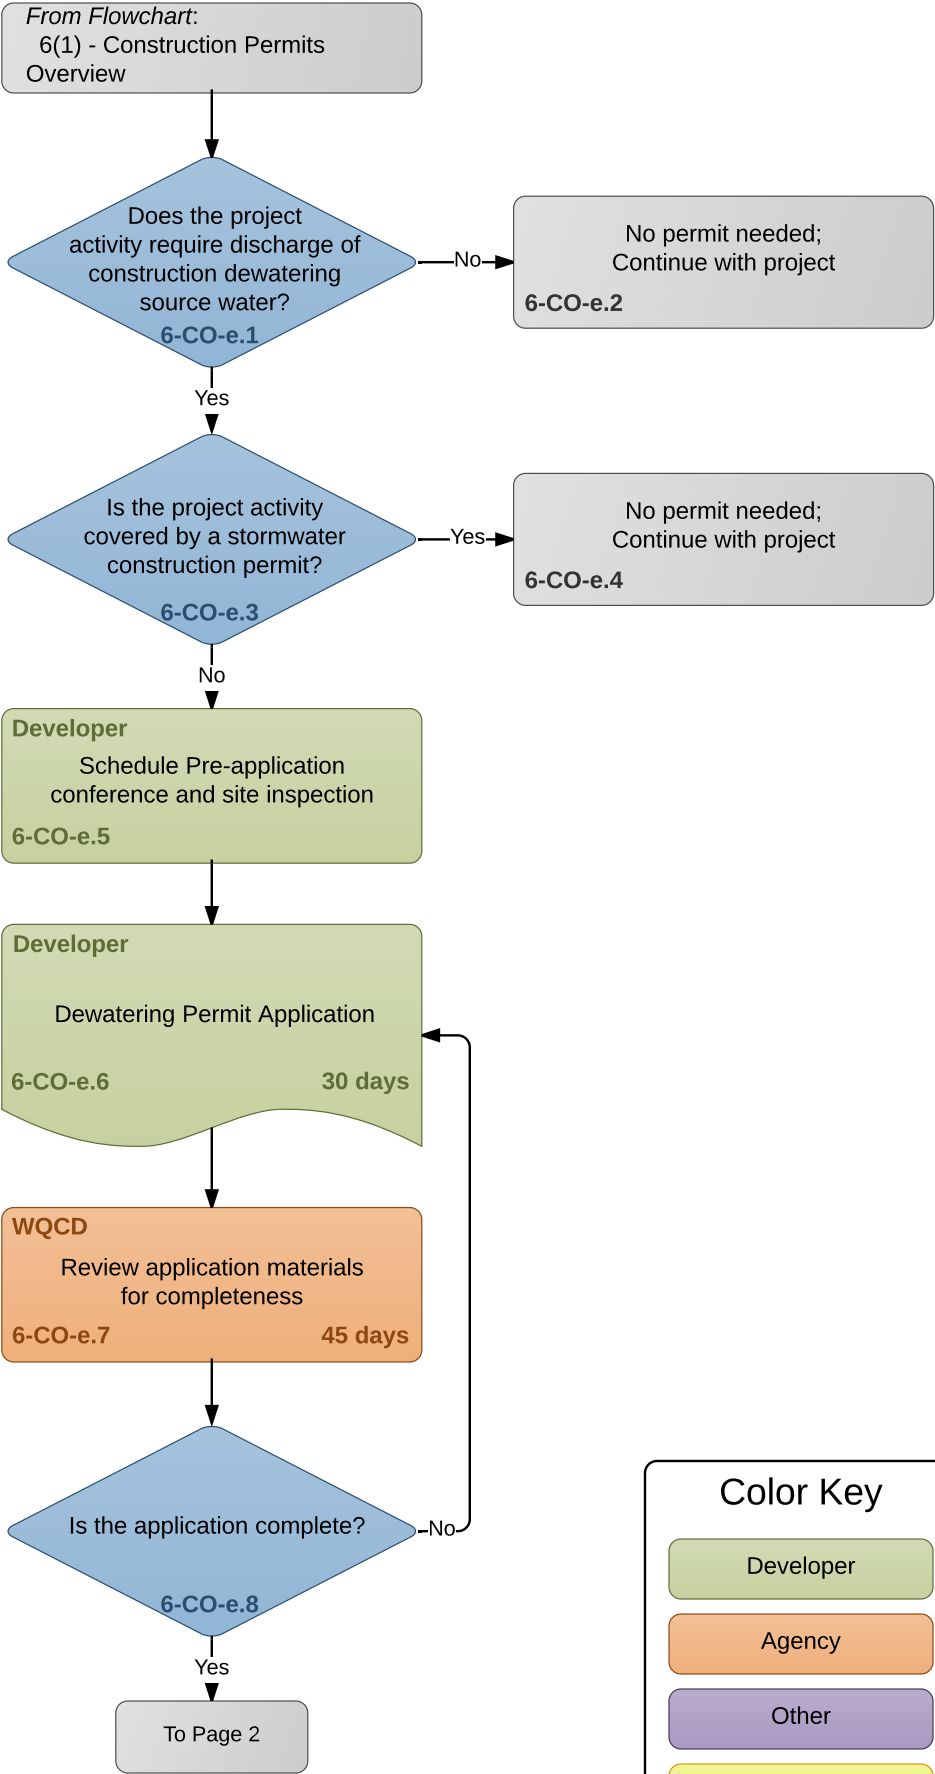 From Flowchart:
6(1) - Construction Permits
Overview
Does the project
activity require discharge of
construction dewatering
source water?
6-CO-e.1
No
No permit needed;
Continue with project
6-CO-e.2
Yes
Is the project activity
covered by a stormwater
construction permit?
6-CO-e.3
Yes
No permit needed;
Continue with project
6-CO-e.4
No
Developer
Schedule Pre-application
conference and site inspection
6-CO-e.5
Developer
Dewatering Permit Application
6-CO-e.6 30 days
WQCD
Review application materials
for completeness
6-CO-e.7 45 days
Is the application complete?
6-CO-e.8
No
Yes
To Page 2
Color Key
Developer
Agency
Other